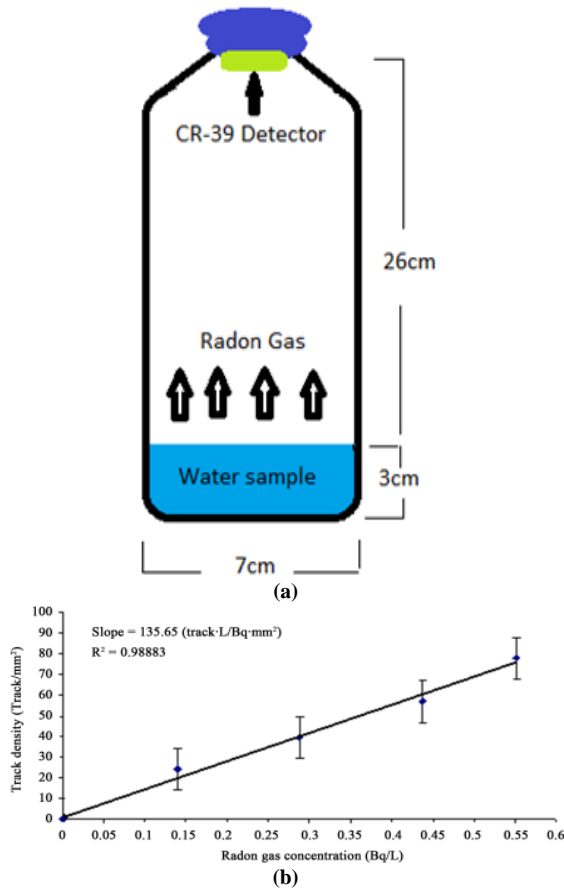 CR-39 Detector
26cm
Radon Gas
Water sample
3cm
7cm
(a)
Slope = 135.65 (track·L/Bq·mm²)
R² = 0.98883
Track density (Track/mm²)
100
90
80
70
60
50
40
30
20
10
0
0 0.05 0.1 0.15 0.2 0.25 0.3 0.35 0.4 0.45 0.5 0.55 0.6
Radon gas concentration (Bq/L)
(b)